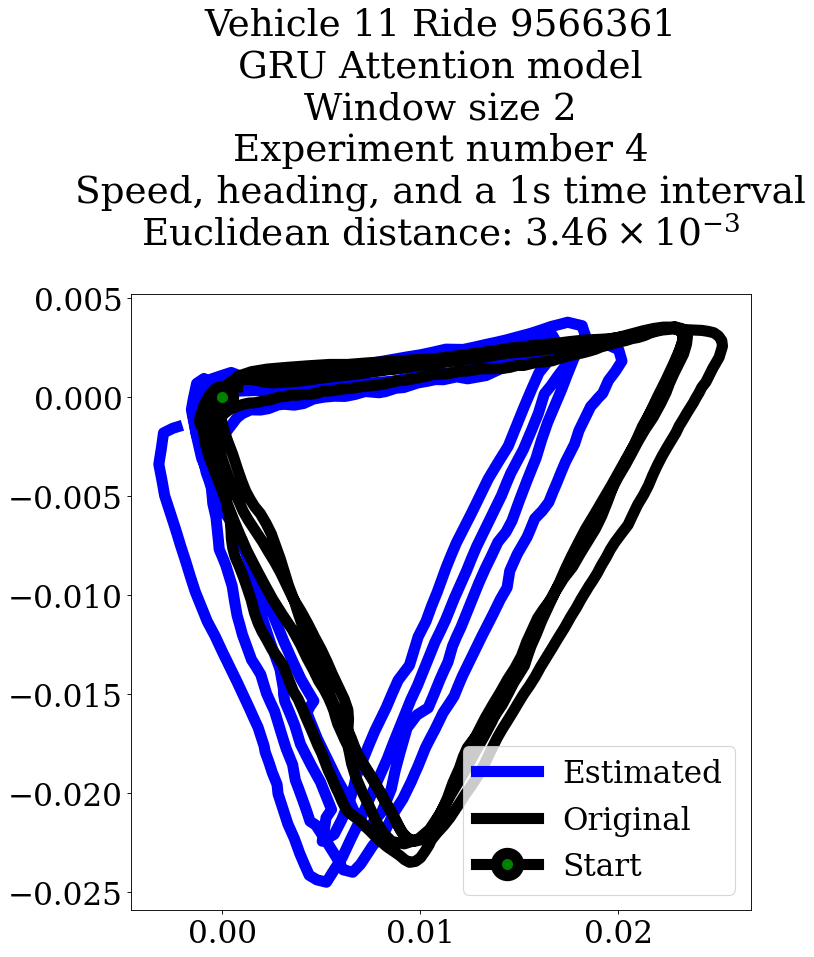 Vehicle 11 Ride 9566361
GRU Attention model
Window size 2
Experiment number 4
Speed, heading, and a 1s time interval
Euclidean distance: 3.46 × 10⁻³
0.005
0.000
−0.005
−0.010
−0.015
−0.020
−0.025
Estimated
Original
Start
0.00 0.01 0.02